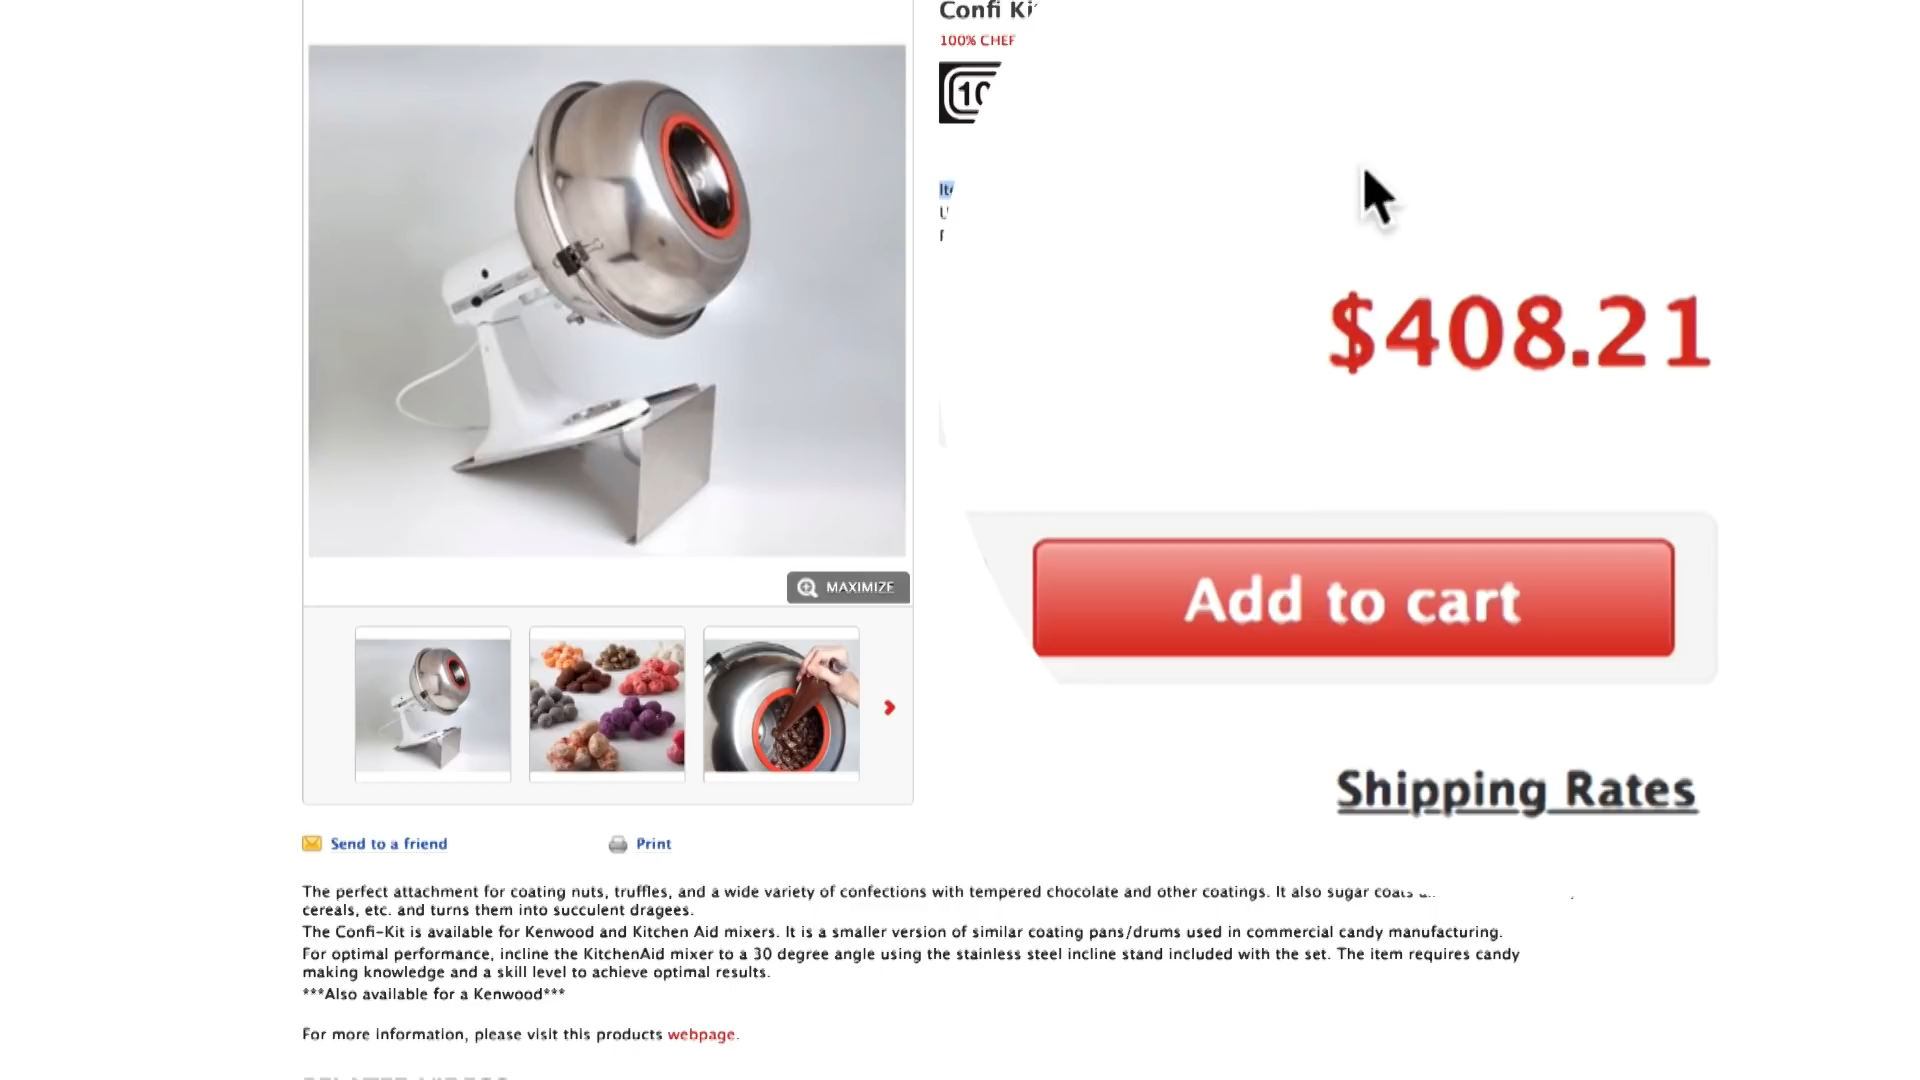 Confi Ki
100% CHEF
10
$408.21
Add to cart
MAXIMIZE
Shipping Rates
Send to a friend
Print
The perfect attachment for coating nuts, truffles, and a wide variety of confections with tempered chocolate and other coatings. It also sugar coats
cereals, etc. and turns them into succulent dragees.
The Confi-Kit is available for Kenwood and Kitchen Aid mixers. It is a smaller version of similar coating pans/drums used in commercial candy manufacturing.
For optimal performance, incline the KitchenAid mixer to a 30 degree angle using the stainless steel incline stand included with the set. The item requires candy
making knowledge and a skill level to achieve optimal results.
***Also available for a Kenwood***
For more information, please visit this products webpage.